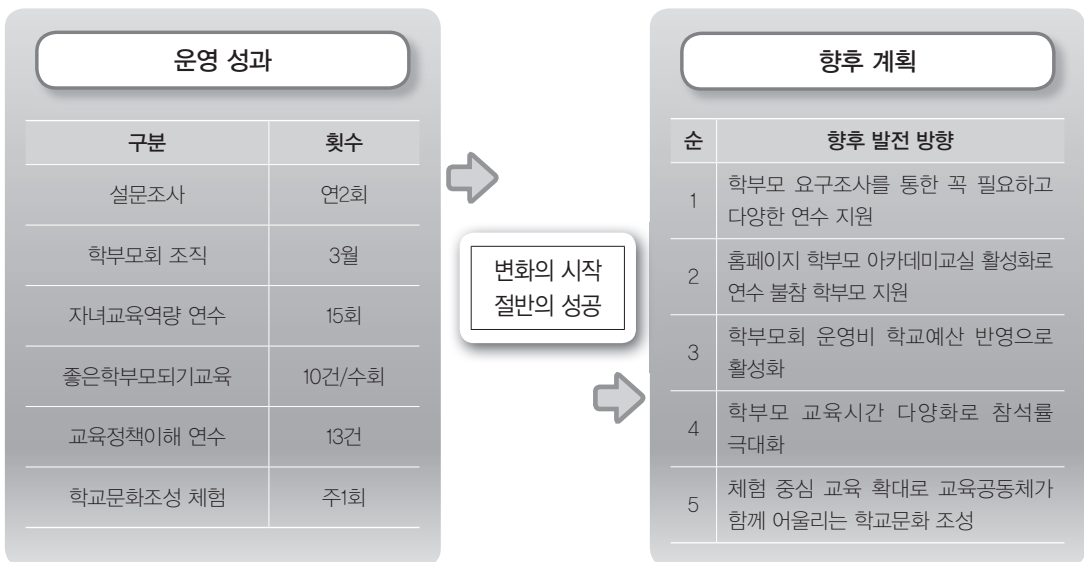 운영 성과
구분 횟수
설문조사 연2회
학부모회 조직 3월
자녀교육역량 연수 15회
좋은학부모되기교육 10건/수회
교육정책이해 연수 13건
학교문화조성 체험 주1회
변화의 시작
절반의 성공
향후 계획
순 향후 발전 방향
1 학부모 요구조사를 통한 꼭 필요하고
다양한 연수 지원
2 홈페이지 학부모 아카데미교실 활성화로
연수 불참 학부모 지원
3 학부모회 운영비 학교예산 반영으로
활성화
4 학부모 교육시간 다양화로 참석률
극대화
5 체험 중심 교육 확대로 교육공동체가
함께 어울리는 학교문화 조성